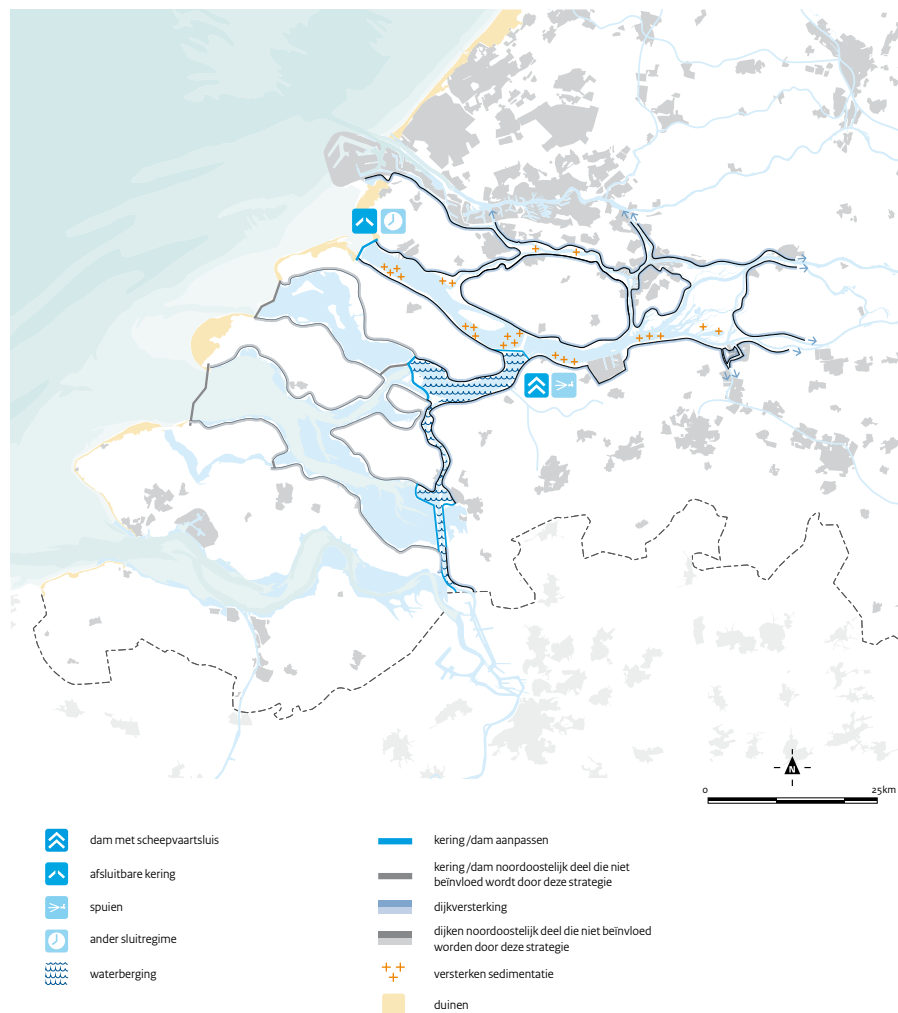 N
0 25km
dam met scheepvaartsluis
afsluitbare kering
spuien
ander sluitregime
waterberging
kering/dam aanpassen
kering/dam noordoostelijk deel die niet
beïnvloed wordt door deze strategie
dijkversterking
dijken noordoostelijk deel die niet beïnvloed
worden door deze strategie
versterken sedimentatie
duinen